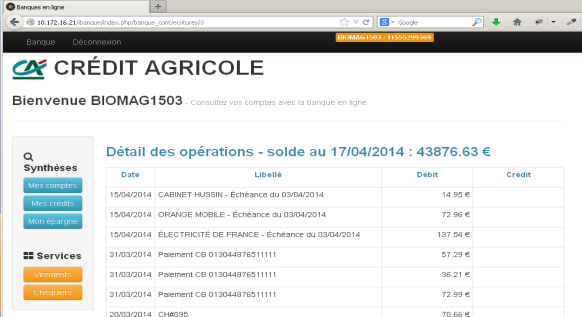 Banques en ligne
10.172.16.21/ibanque/index.php/banque_cont/ecritures/3
Google
Banque Déconnexion BIOMAG1503 / 11555299369
CRÉDIT AGRICOLE
Bienvenue BIOMAG1503 - Consultez vos comptes avec la banque en ligne
Synthéses
Mes comptes
Mes crédits
Mon épargne
Services
Virements
Chequiers
Détail des opérations - solde au 17/04/2014 : 43876.63 €
Date Libellé Débit Crédit
15/04/2014 CABINET HUSSIN - Échéance du 03/04/2014 14.95 €
15/04/2014 ORANGE MOBILE - Échéance du 03/04/2014 72.96 €
15/04/2014 ÉLECTRICITÉ DE FRANCE - Échéance du 03/04/2014 137.54 €
31/03/2014 Paiement CB 013044876511111 57.29 €
31/03/2014 Paiement CB 013044876511111 36.21 €
31/03/2014 Paiement CB 013044876511111 72.99 €
20/03/2014 CH#095 70.66 €